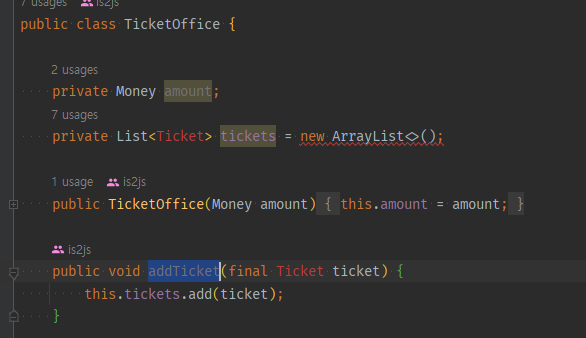 7 usages is2js
public class TicketOffice {
2 usages
private Money amount;
7 usages
private List<Ticket> tickets = new ArrayList<>();
1 usage is2js
public TicketOffice(Money amount) { this.amount = amount; }
is2js
public void addTicket(final Ticket ticket) {
this.tickets.add(ticket);
}